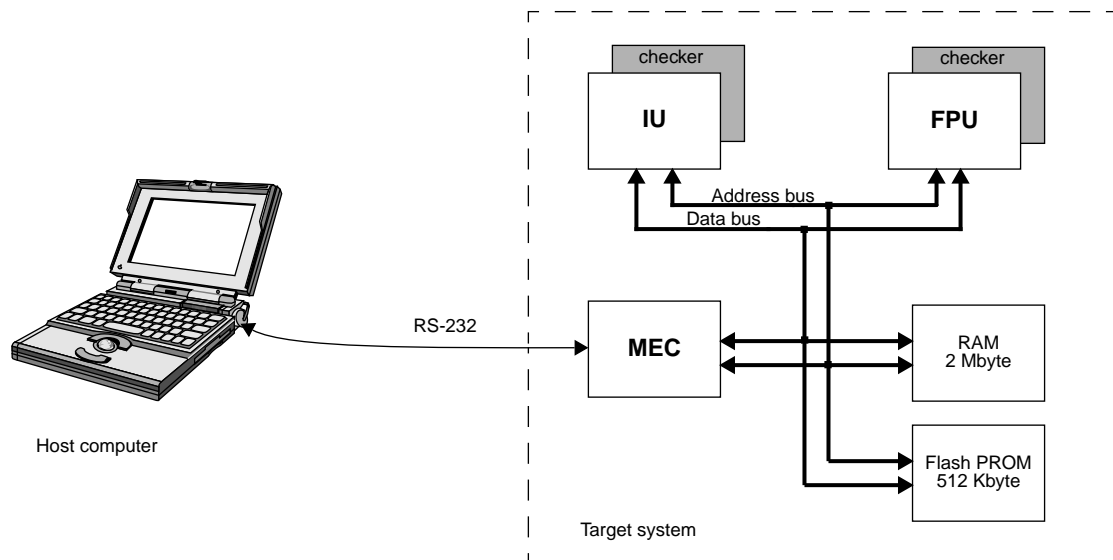 checker
checker
IU
FPU
Address bus
Data bus
RS-232
MEC
RAM
2 Mbyte
Host computer
Flash PROM
512 Kbyte
Target system